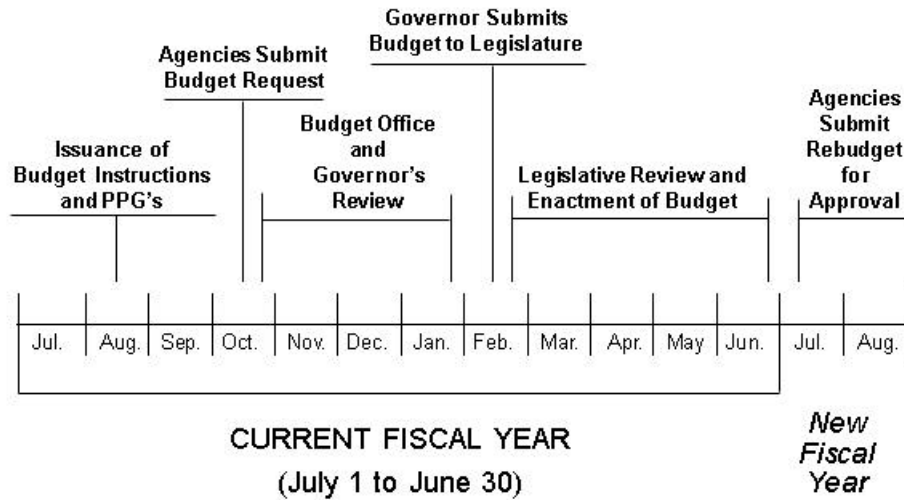 Governor Submits
Budget to Legislature
Agencies Submit
Budget Request
Agencies
Submit
Rebudget
for
Approval
Budget Office
and
Governor's
Review
Issuance of
Budget Instructions
and PPG's
Legislative Review and
Enactment of Budget
Jul. Aug. Sep. Oct. Nov. Dec. Jan. Feb. Mar. Apr. May Jun. Jul. Aug.
CURRENT FISCAL YEAR
(July 1 to June 30)
New
Fiscal
Year